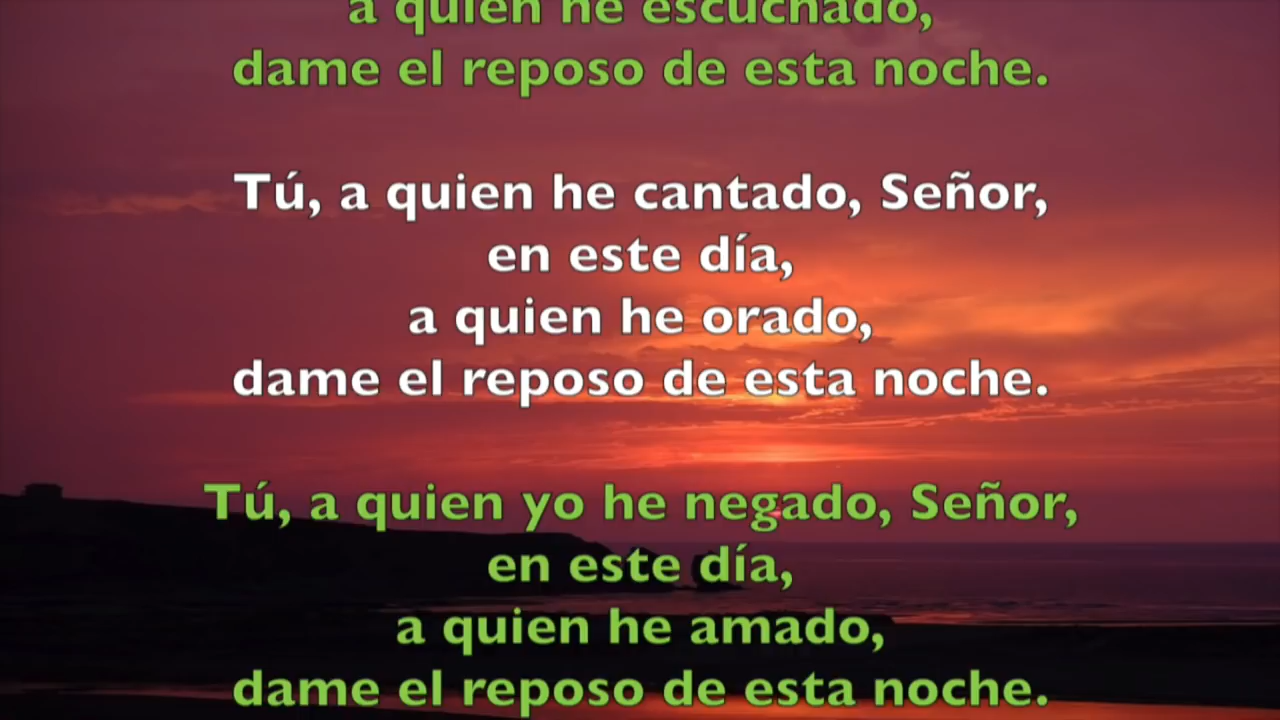 a quien he escuchado,
dame el reposo de esta noche.
Tú, a quien he cantado, Señor,
en este día,
a quien he orado,
dame el reposo de esta noche.
Tú, a quien yo he negado, Señor,
en este día,
a quien he amado,
dame el reposo de esta noche.